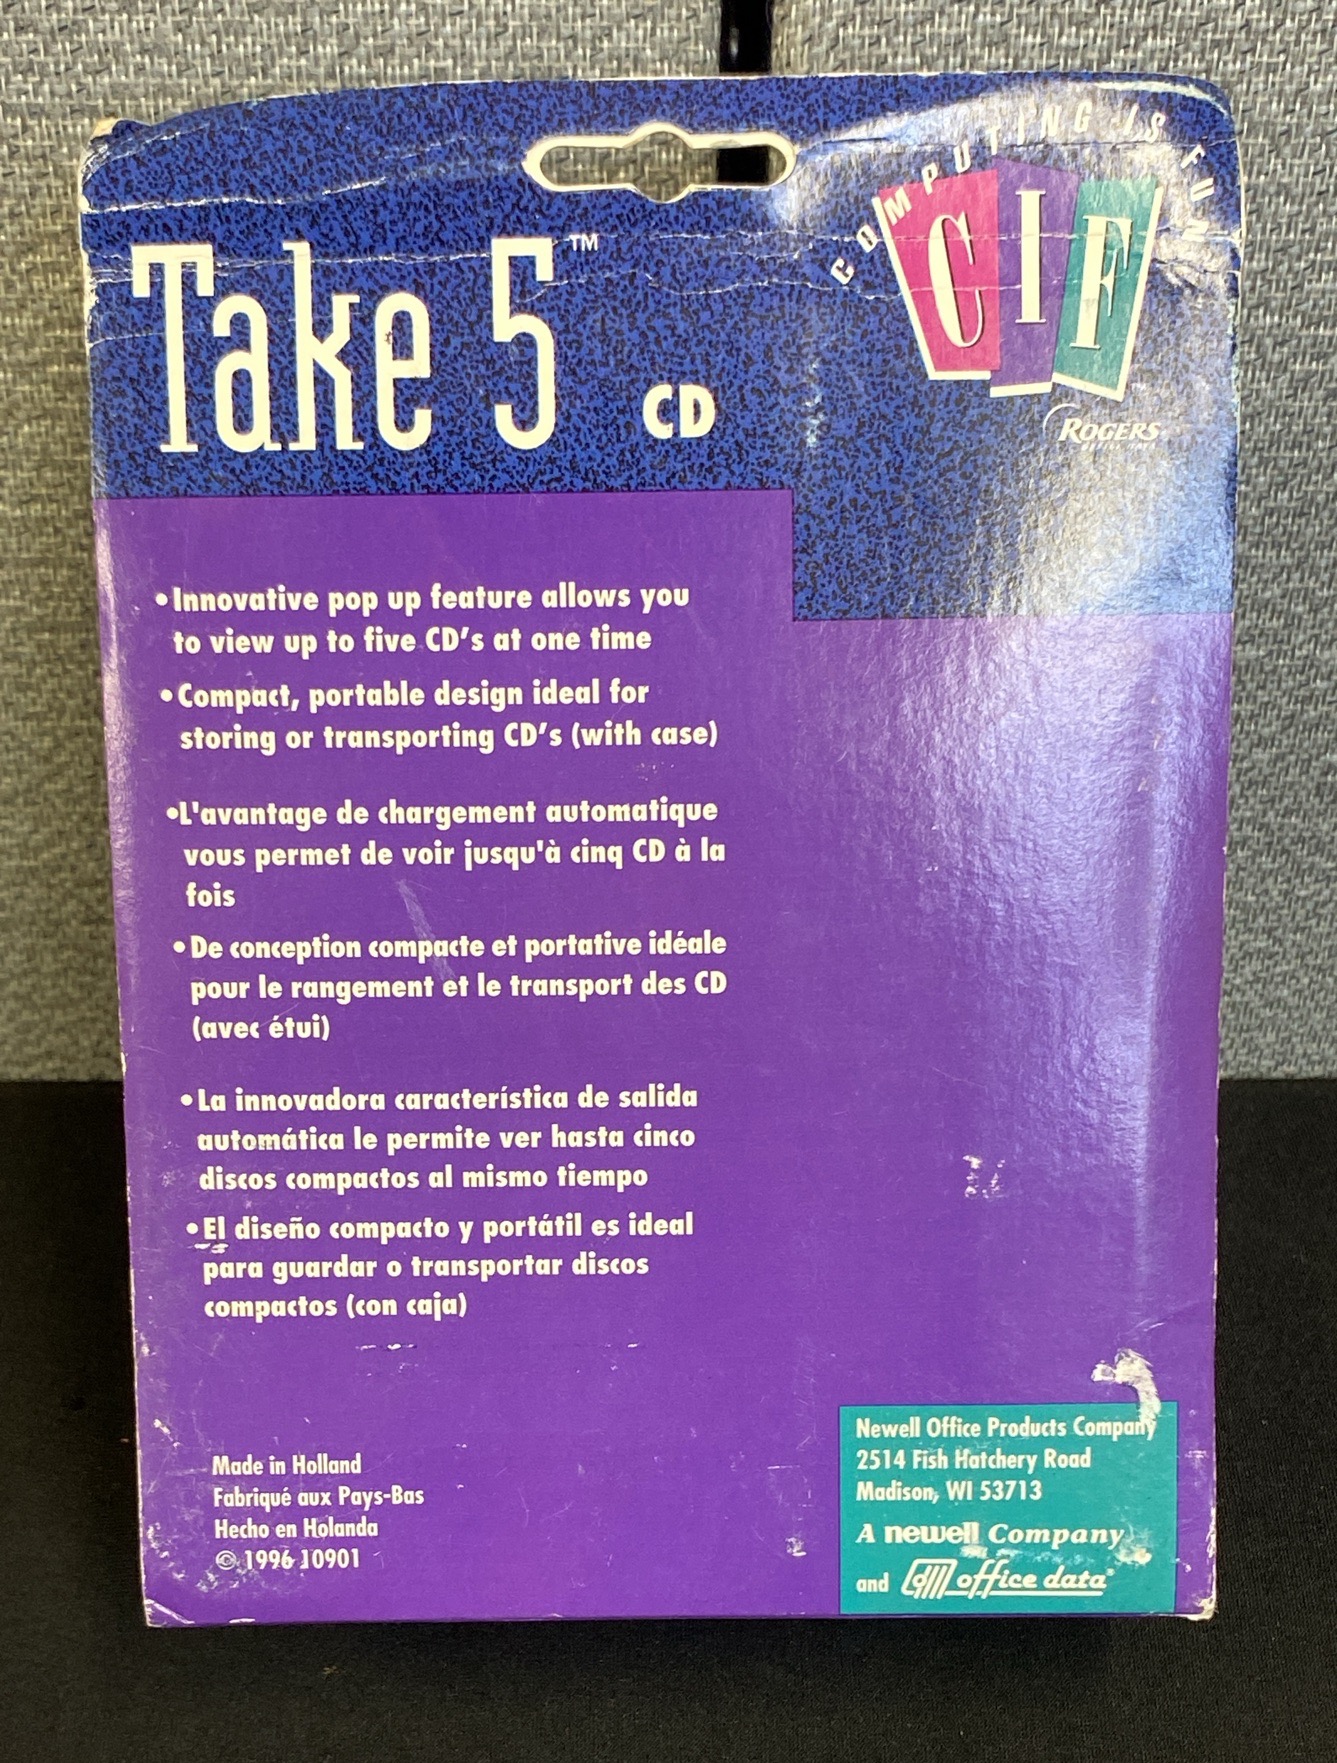 COMPUTING IS FUN
CIF
ROGERS
Take 5™ CD
•Innovative pop up feature allows you
to view up to five CD's at one time
•Compact, portable design ideal for
storing or transporting CD's (with case)
•L'avantage de chargement automatique
vous permet de voir jusqu'à cinq CD à la
fois
•De conception compacte et portative idéale
pour le rangement et le transport des CD
(avec étui)
•La innovadora característica de salida
automática le permite ver hasta cinco
discos compactos al mismo tiempo
•El diseño compacto y portátil es ideal
para guardar o transportar discos
compactos (con caja)
Made in Holland
Fabriqué aux Pays-Bas
Hecho en Holanda
© 1996 10901
Newell Office Products Company
2514 Fish Hatchery Road
Madison, WI 53713
A newell Company
and office data®